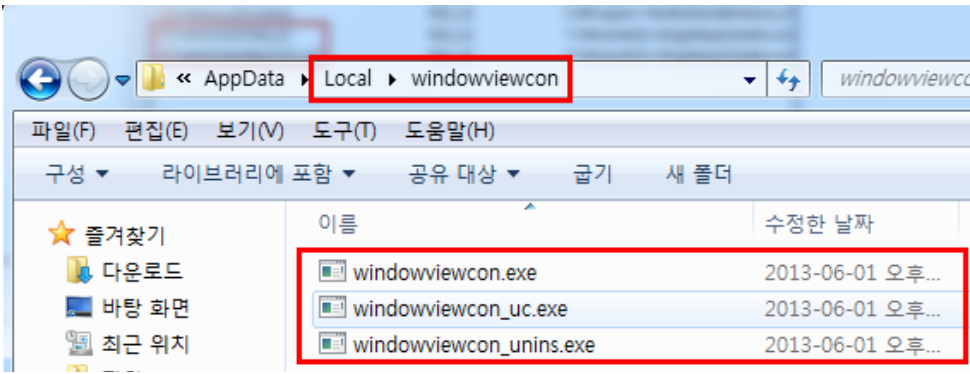 « AppData ▸ Local ▸ windowviewcon windowviewc
파일(F) 편집(E) 보기(V) 도구(T) 도움말(H)
구성 ▼ 라이브러리에 포함 ▼ 공유 대상 ▼ 굽기 새 폴더
이름 수정한 날짜
즐겨찾기
다운로드
바탕 화면
최근 위치
windowviewcon.exe 2013-06-01 오후...
windowviewcon_uc.exe 2013-06-01 오후...
windowviewcon_unins.exe 2013-06-01 오후...